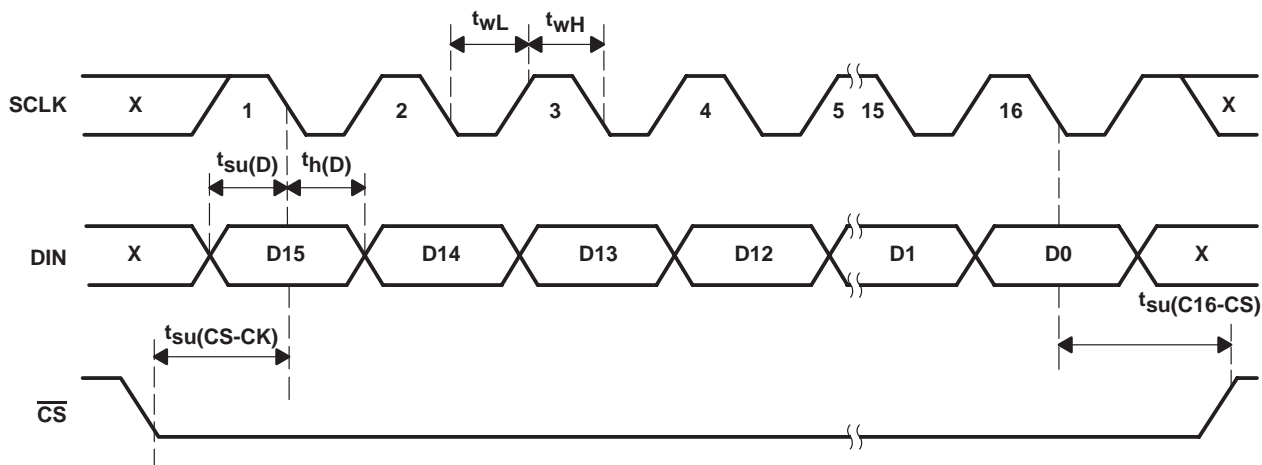 twL twH
SCLK X 1 2 3 4 5 15 16 X
tsu(D) th(D)
DIN X D15 D14 D13 D12 D1 D0 X
tsu(CS-CK) tsu(C16-CS)
CS